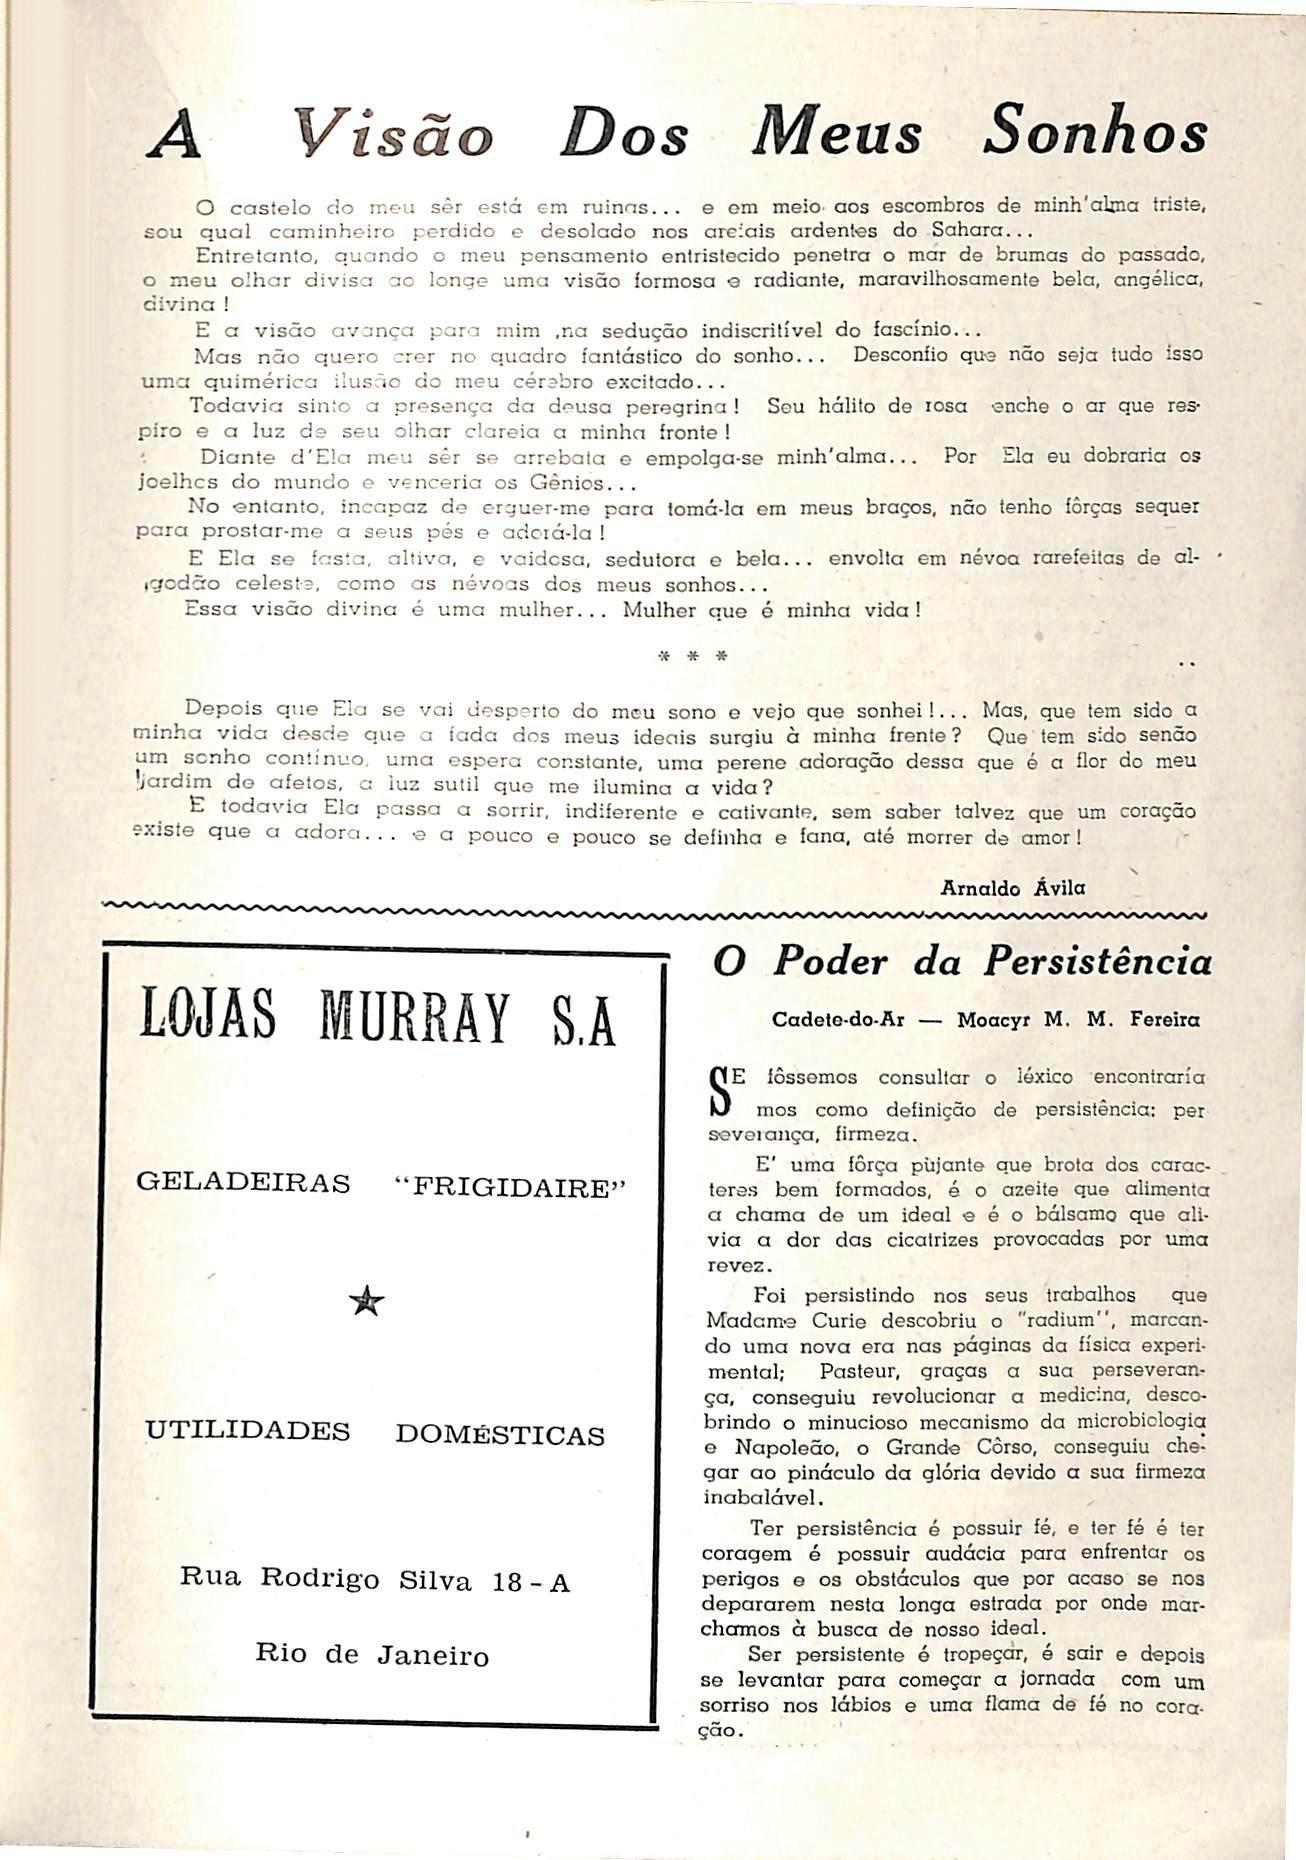 A Visão Dos Meus Sonhos
O castelo do meu sêr está em ruinas... e em meio aos escombros de minh'alma triste,
sou qual caminheiro perdido e desolado nos areiais ardentes do Sahara...
Entretanto, quando o meu pensamento entristecido penetra o mar de brumas do passado,
o meu olhar divisa ao longe uma visão formosa e radiante, maravilhosamente bela, angélica,
divina !
E a visão avança para mim ,na sedução indiscritível do fascínio...
Mas não quero crer no quadro fantástico do sonho... Desconfio que não seja tudo isso
uma quimérica ilusão do meu cérebro excitado...
Todavia sinto a presença da deusa peregrina ! Seu hálito de rosa enche o ar que res-
piro e a luz de seu olhar clareia a minha fronte !
Diante d'Ela meu sêr se arrebata e empolga-se minh'alma... Por Ela eu dobraria os
joelhos do mundo e venceria os Gênios...
No entanto, incapaz de erguer-me para tomá-la em meus braços, não tenho fôrças sequer
para prostar-me a seus pés e adorá-la !
E Ela se fasta, altiva, e vaidosa, sedutora e bela... envolta em névoa rarefeitas de al-
godão celeste, como as névoas dos meus sonhos...
Essa visão divina é uma mulher... Mulher que é minha vida !
* * *
Depois que Ela se vai desperto do meu sono e vejo que sonhei !... Mas, que tem sido a
minha vida desde que a fada dos meus ideais surgiu à minha frente ? Que tem sido senão
um sonho contínuo, uma espera constante, uma perene adoração dessa que é a flor do meu
jardim de afetos, a luz sutil que me ilumina a vida ?
E todavia Ela passa a sorrir, indiferente e cativante, sem saber talvez que um coração
existe que a adora... e a pouco e pouco se definha e fana, até morrer de amor !
Arnaldo Ávila
LOJAS MURRAY S.A
GELADEIRAS "FRIGIDAIRE"
UTILIDADES DOMÉSTICAS
Rua Rodrigo Silva 18 - A
Rio de Janeiro
O Poder da Persistência
Cadete-do-Ar — Moacyr M. M. Fereira
SE fôssemos consultar o léxico encontraría
mos como definição de persistência: per
severança, firmeza.
E' uma fôrça pùjante que brota dos carac-
teres bem formados, é o azeite que alimenta
a chama de um ideal e é o bálsamo que ali-
via a dor das cicatrizes provocadas por uma
revez.
Foi persistindo nos seus trabalhos que
Madame Curie descobriu o "radium", marcan-
do uma nova era nas páginas da física experi-
mental; Pasteur, graças a sua perseveran-
ça, conseguiu revolucionar a medicina, desco-
brindo o minucioso mecanismo da microbiologia
e Napoleão, o Grande Côrso, conseguiu che-
gar ao pináculo da glória devido a sua firmeza
inabalável.
Ter persistência é possuir fé, e ter fé é ter
coragem é possuir audácia para enfrentar os
perigos e os obstáculos que por acaso se nos
depararem nesta longa estrada por onde mar-
chamos à busca de nosso ideal.
Ser persistente é tropeçar, é sair e depois
se levantar para começar a jornada com um
sorriso nos lábios e uma flama de fé no cora-
ção.